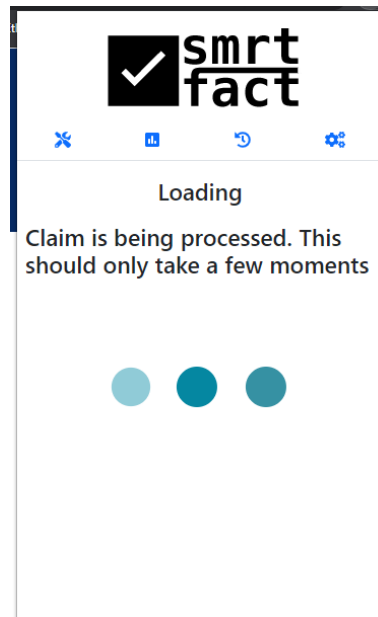 smrt
fact
Loading
Claim is being processed. This
should only take a few moments